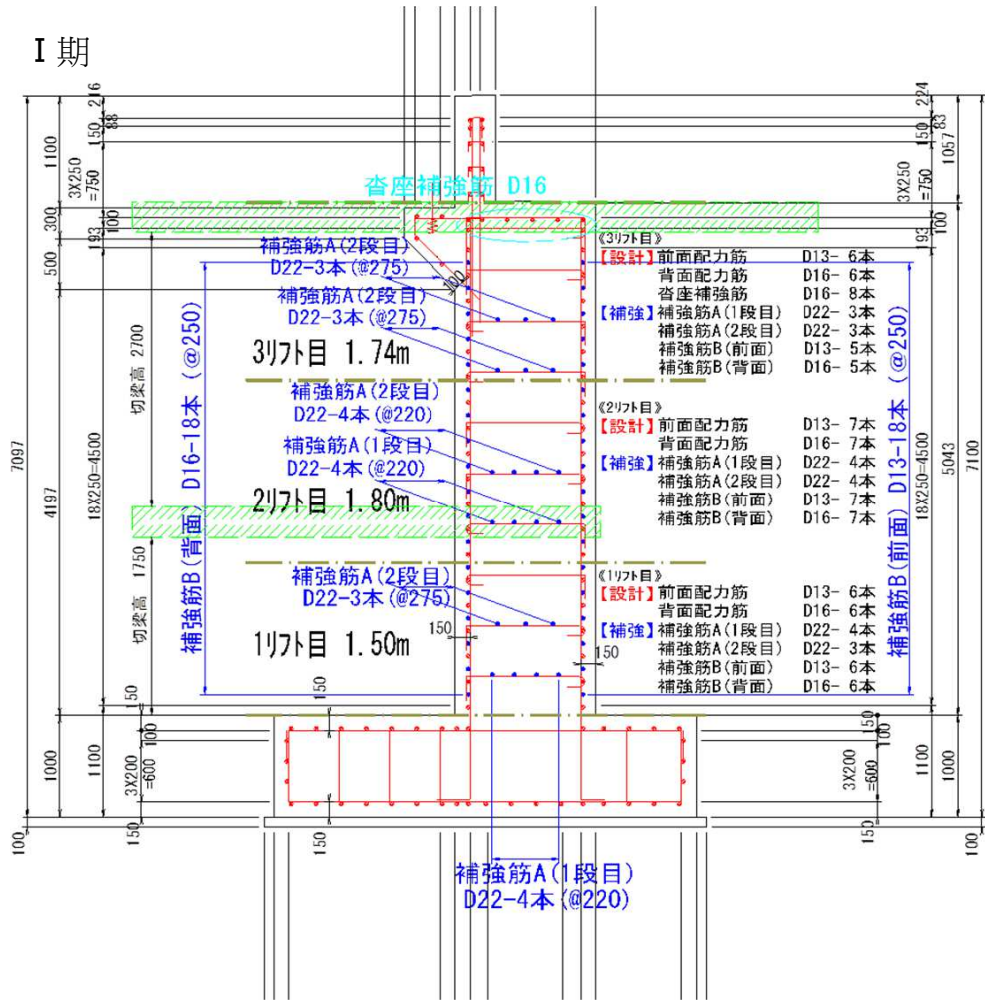 I 期
216
88
150
3X250
=750
1100
300
100
193
500
7097
4197
18X250=4500
切梁高 2700
切梁高 1750
150
1000
1100
100
3X200
=600
150
100
224
83
150
1057
3X250
=750
100
193
5043
7100
18X250=4500
150
100
3X200
=600
1100
1000
150
100
沓座補強筋 D16
補強筋A(2段目)
D22-3本(@275)
100
補強筋A(2段目)
D22-3本(@275)
3リフト目 1.74m
補強筋A(2段目)
D22-4本(@220)
補強筋A(1段目)
D22-4本(@220)
2リフト目 1.80m
補強筋A(2段目)
D22-3本(@275)
1リフト目 1.50m
150
150
150
150
補強筋B(背面) D16-18本 (@250)
補強筋B(前面) D13-18本 (@250)
《3リフト目》
【設計】前面配力筋 D13- 6本
背面配力筋 D16- 6本
沓座補強筋 D16- 8本
【補強】補強筋A(1段目) D22- 3本
補強筋A(2段目) D22- 3本
補強筋B(前面) D13- 5本
補強筋B(背面) D16- 5本
《2リフト目》
【設計】前面配力筋 D13- 7本
背面配力筋 D16- 7本
【補強】補強筋A(1段目) D22- 4本
補強筋A(2段目) D22- 4本
補強筋B(前面) D13- 7本
補強筋B(背面) D16- 7本
《1リフト目》
【設計】前面配力筋 D13- 6本
背面配力筋 D16- 6本
【補強】補強筋A(1段目) D22- 4本
補強筋A(2段目) D22- 3本
補強筋B(前面) D13- 6本
補強筋B(背面) D16- 6本
補強筋A(1段目)
D22-4本(@220)